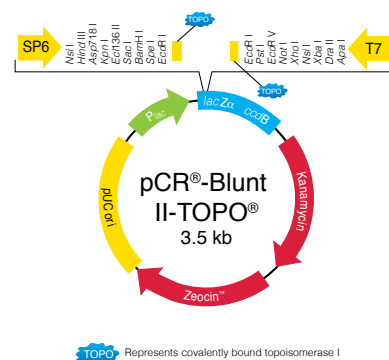 TOPO
SP6
Nsi I
Hind III
Asp718 I
Kpn I
Ecl136 II
Sac I
BamH I
Spe I
EcoR I
EcoR I
Pst I
EcoR V
Not I
Xho I
Nsi I
Xba I
Dra II
Apa I
T7
TOPO
Plac
lacZα
ccdB
pUC ori
Kanamycin
pCR®-Blunt
II-TOPO®
3.5 kb
Zeocin™
TOPO Represents covalently bound topoisomerase I